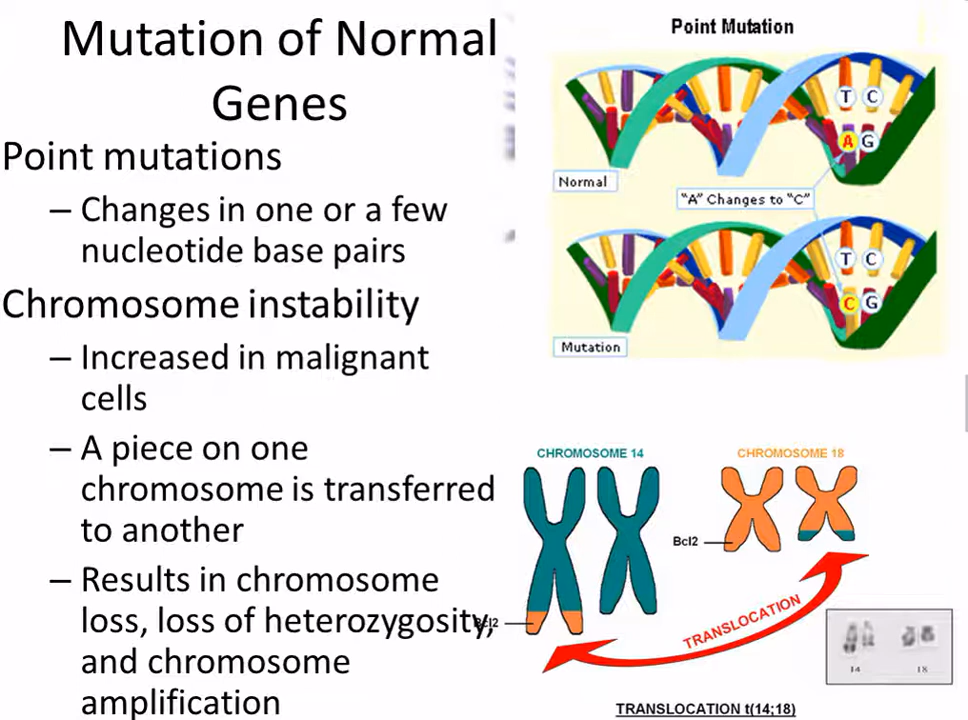 Mutation of Normal
Genes
Point mutations
– Changes in one or a few
nucleotide base pairs
Chromosome instability
– Increased in malignant
cells
– A piece on one
chromosome is transferred
to another
– Results in chromosome
loss, loss of heterozygosity,
and chromosome
amplification
Point Mutation
T C
A G
Normal
"A" Changes to "C"
T C
C G
Mutation
CHROMOSOME 14
CHROMOSOME 18
Bcl2
Bcl2
TRANSLOCATION
14 18
TRANSLOCATION t(14;18)